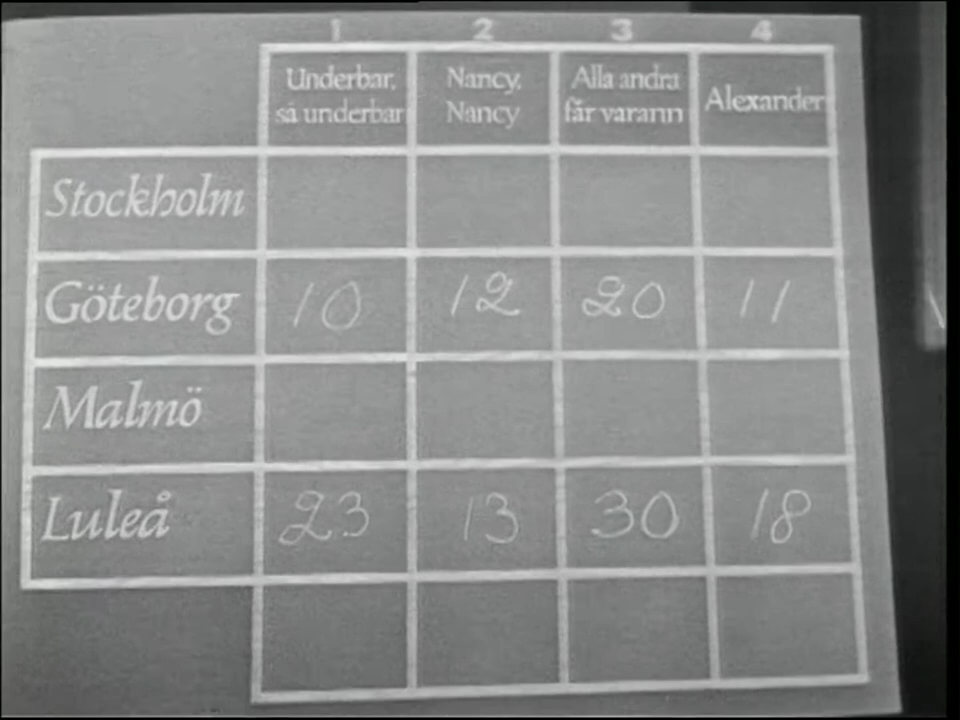 1 2 3 4
Underbar, Nancy, Alla andra Alexander
så underbar Nancy får varann
Stockholm
Göteborg 10 12 20 11
Malmö
Luleå 23 13 30 18